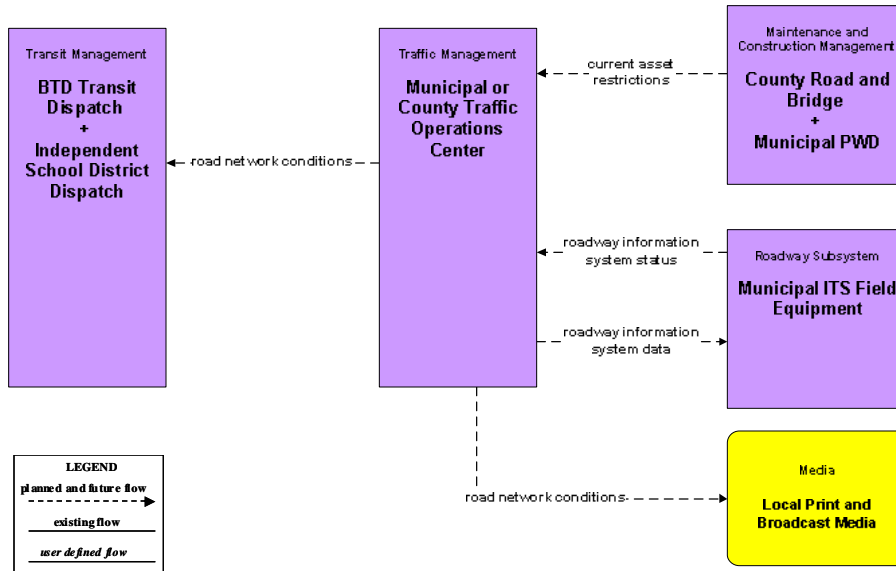 Transit Management
BTD Transit
Dispatch
+
Independent
School District
Dispatch
road network conditions
Traffic Management
Municipal or
County Traffic
Operations
Center
current asset
restrictions
Maintenance and
Construction Management
County Road and
Bridge
+
Municipal PWD
roadway information
system status
roadway information
system data
Roadway Subsystem
Municipal ITS Field
Equipment
road network conditions
Media
Local Print and
Broadcast Media
LEGEND
planned and future flow
existing flow
user defined flow